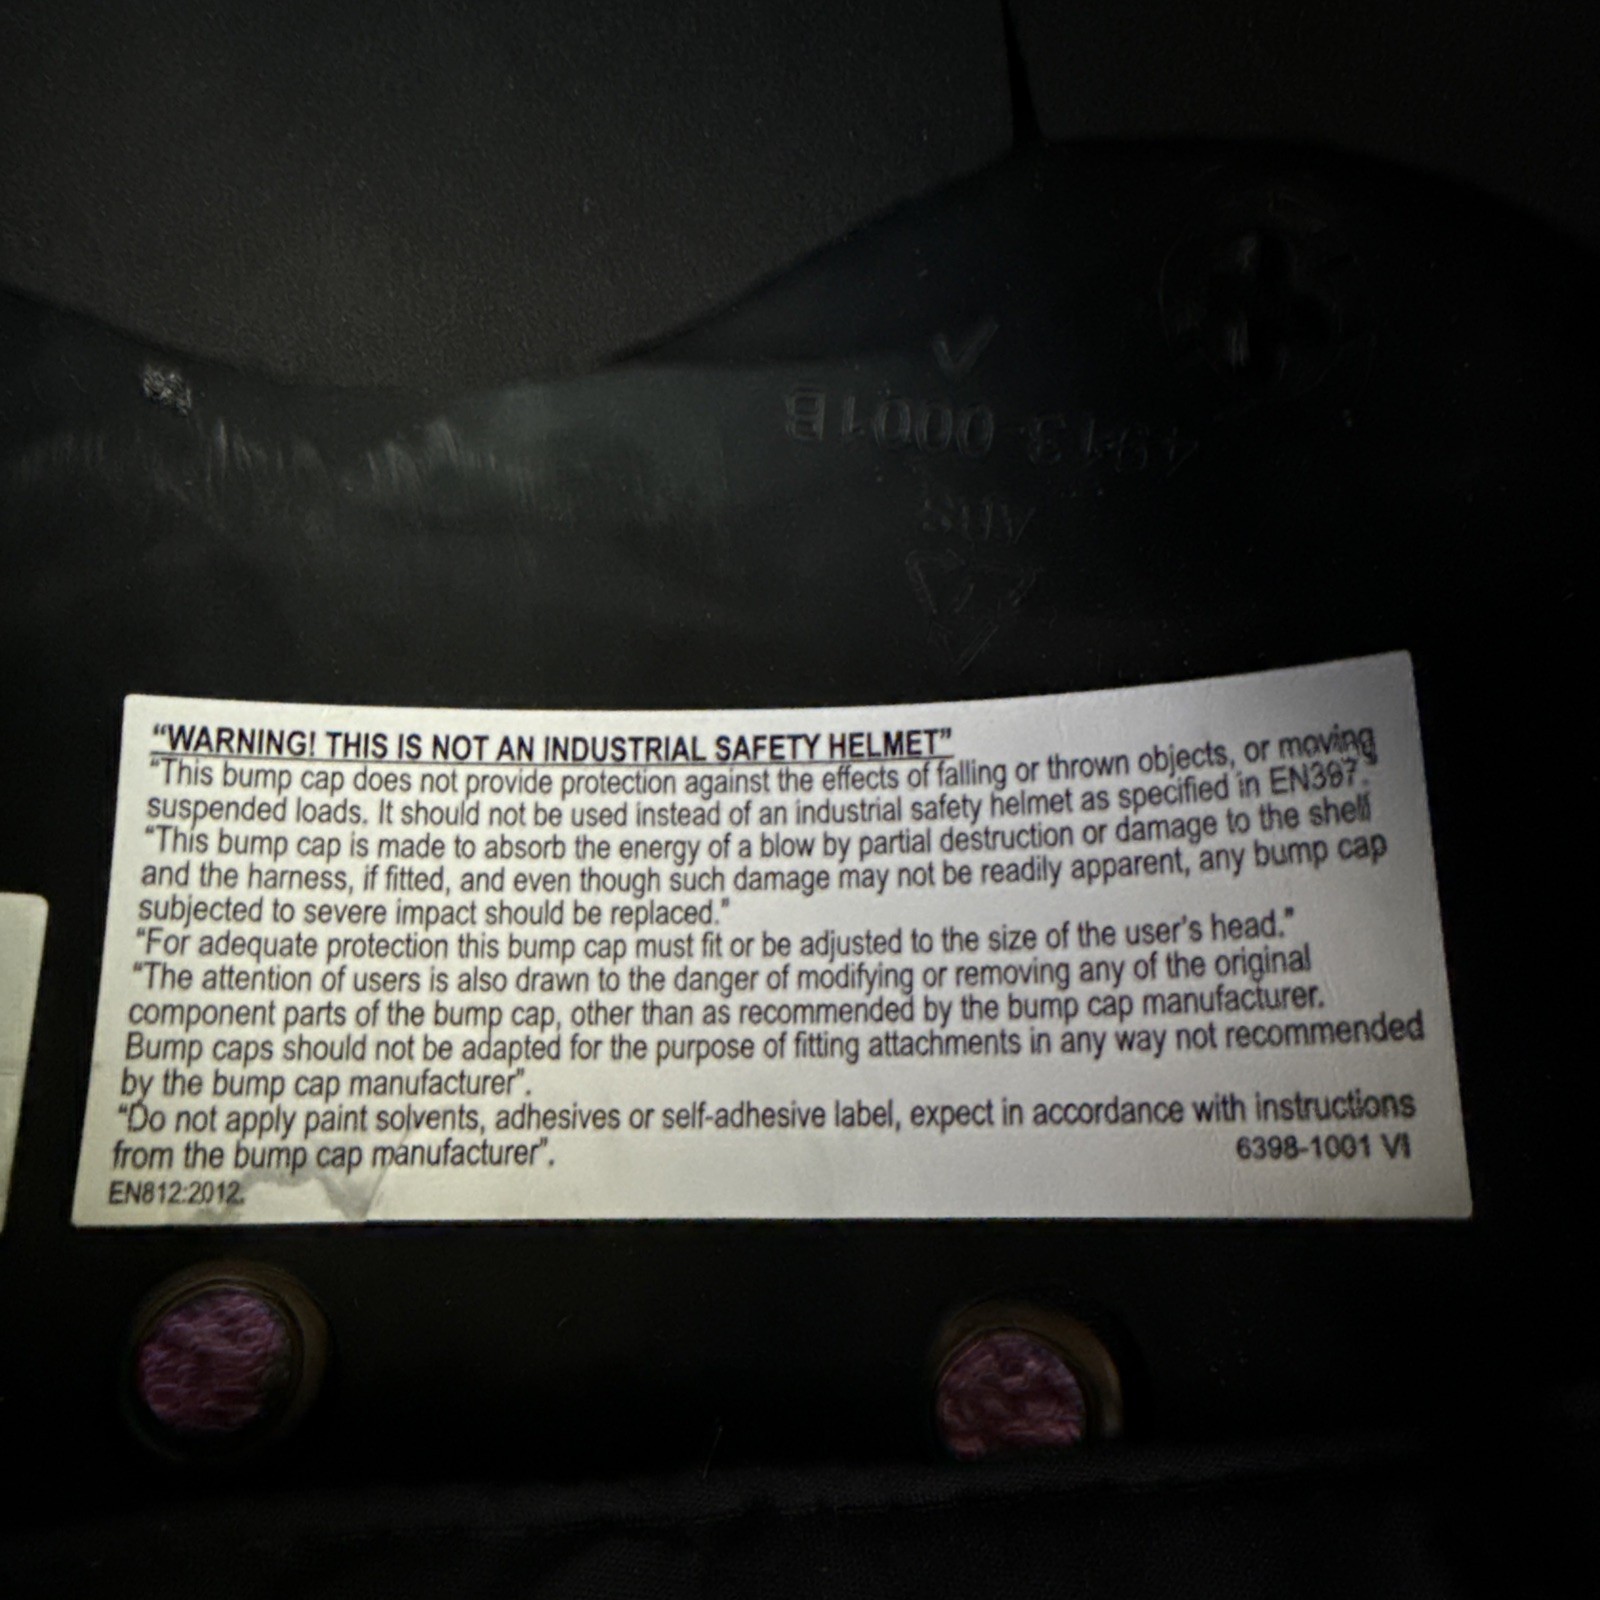 4913-0001B
ABS
“WARNING! THIS IS NOT AN INDUSTRIAL SAFETY HELMET”
“This bump cap does not provide protection against the effects of falling or thrown objects, or moving
suspended loads. It should not be used instead of an industrial safety helmet as specified in EN397.
“This bump cap is made to absorb the energy of a blow by partial destruction or damage to the shell
and the harness, if fitted, and even though such damage may not be readily apparent, any bump cap
subjected to severe impact should be replaced.”
“For adequate protection this bump cap must fit or be adjusted to the size of the user's head.”
“The attention of users is also drawn to the danger of modifying or removing any of the original
component parts of the bump cap, other than as recommended by the bump cap manufacturer.
Bump caps should not be adapted for the purpose of fitting attachments in any way not recommended
by the bump cap manufacturer”.
“Do not apply paint solvents, adhesives or self-adhesive label, expect in accordance with instructions
from the bump cap manufacturer”.
6398-1001 VI
EN812:2012.